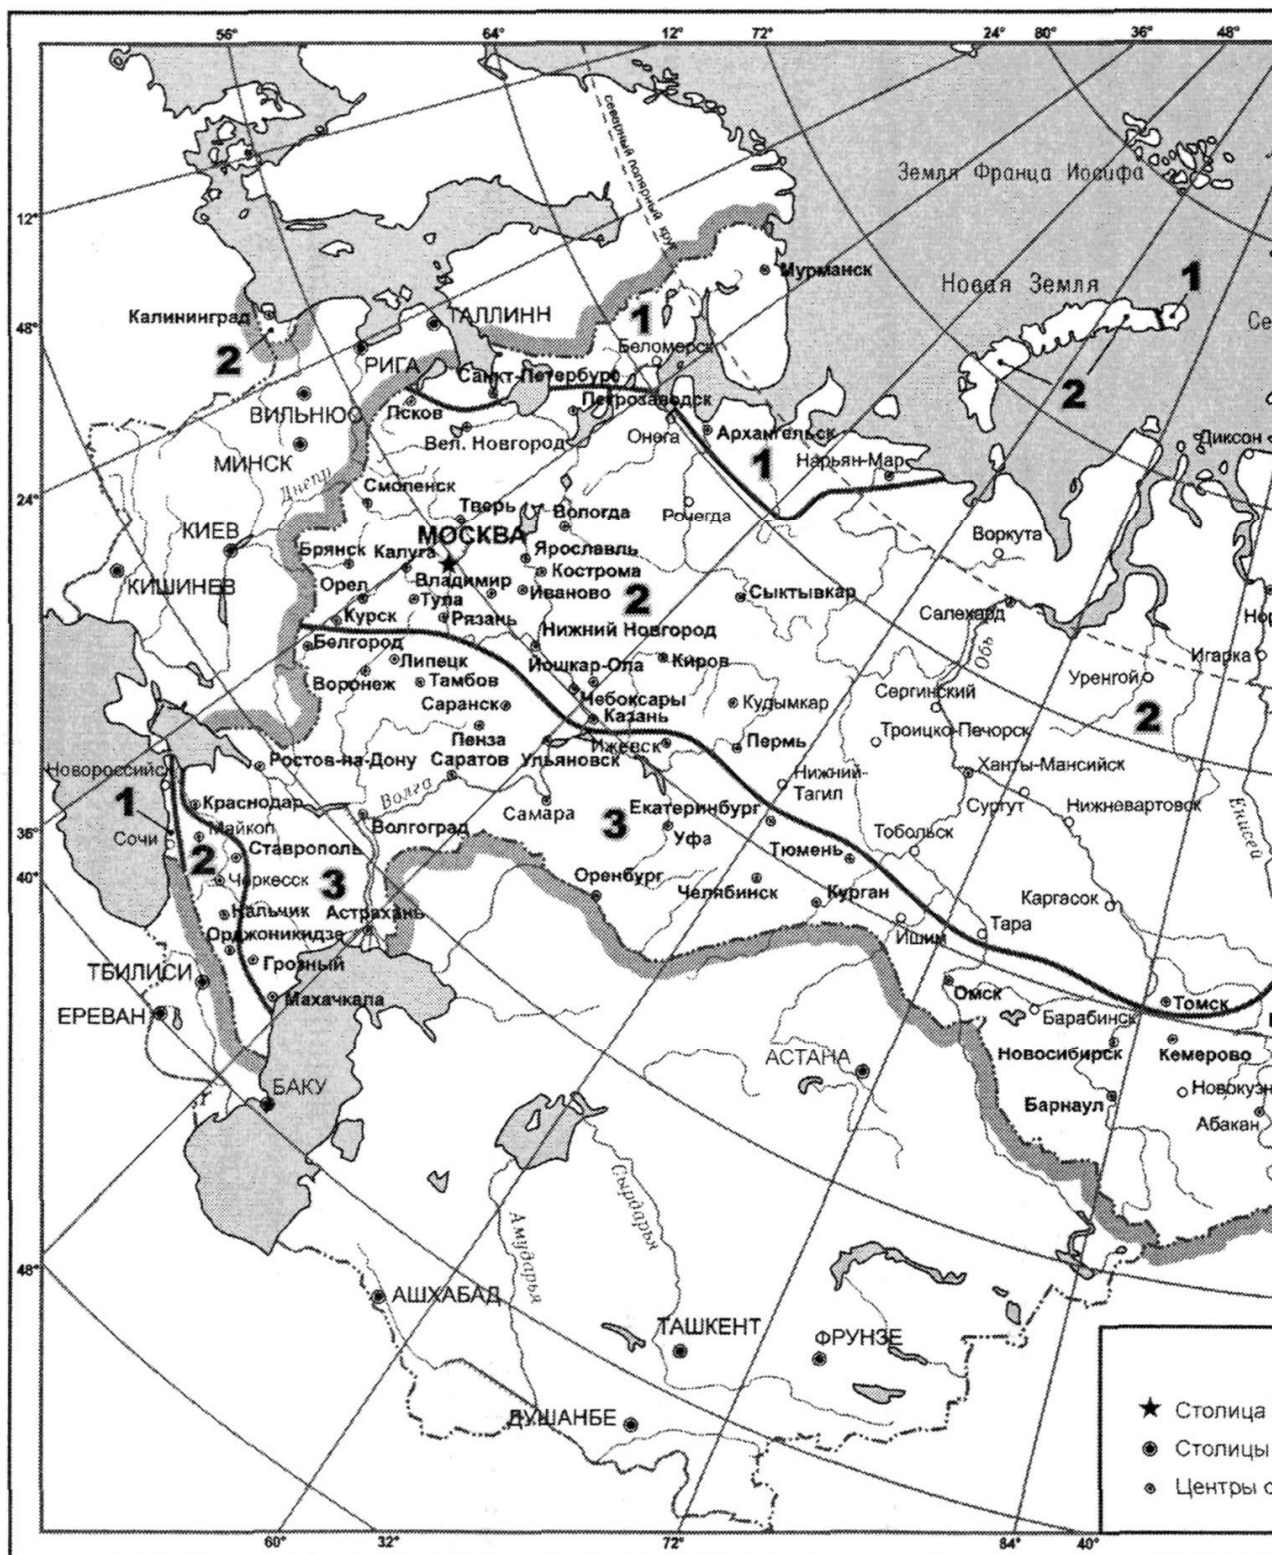 56°
64°
12°
72°
24°
80°
36°
48°
северный полярный круг
Земля Франца Иосифа
12°
Мурманск
Новая Земля
1
Се
Калининград
ТАЛЛИНН
1
48°
2
РИГА
Беломорск
2
Санкт-Петербург
Псков
Петрозаводск
ВИЛЬНЮС
Вел. Новгород
Онега
Архангельск
Диксон
МИНСК
1
Нарьян-Мар
Днепр
Смоленск
24°
Тверь
Вологда
Рочегда
КИЕВ
МОСКВА
Воркута
Брянск
Калуга
Ярославль
КИШИНЕВ
Кострома
Орел
Владимир
Иваново
2
Сыктывкар
Тула
Салехард
Нор
Курск
Рязань
Нижний Новгород
Белгород
Обь
Липецк
Йошкар-Ола
Киров
Игарка
Воронеж
Тамбов
Уренгой
Чебоксары
Сергинский
Саранск
Кудымкар
Казань
2
Пенза
Ижевск
Пермь
Троицко-Печорск
Ростов-на-Дону
Саратов
Ульяновск
Ханты-Мансийск
Новороссийск
Нижний-
Тагил
Волга
Сургут
Нижневартовск
1
Краснодар
Самара
Екатеринбург
Енисей
36°
Майкоп
Волгоград
3
Уфа
Тобольск
Сочи
2
Ставрополь
Тюмень
40°
Черкесск
3
Оренбург
Челябинск
Курган
Каргасок
Нальчик
Астрахань
Тара
Орджоникидзе
Ишим
Грозный
ТБИЛИСИ
Омск
Махачкала
Томск
ЕРЕВАН
Барабинск
АСТАНА
Новосибирск
Кемерово
БАКУ
Новокузн
Барнаул
Абакан
Сырдарья
Амударья
48°
АШХАБАД
ТАШКЕНТ
ФРУНЗЕ
ДУШАНБЕ
Столица
Столицы
Центры с
60°
32°
72°
84°
40°